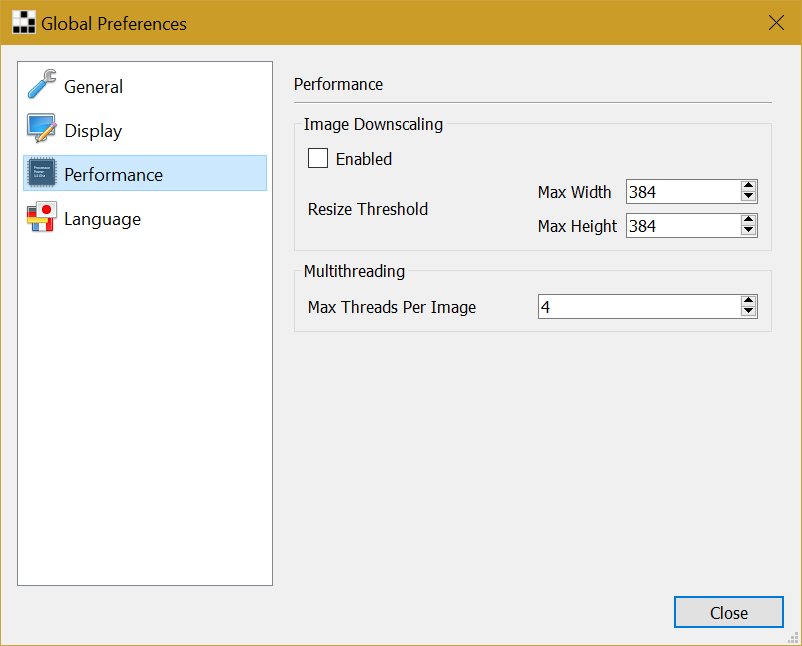 Global Preferences
General
Display
Performance
Language
Performance
Image Downscaling
Enabled
Resize Threshold
Max Width 384
Max Height 384
Multithreading
Max Threads Per Image 4
Close